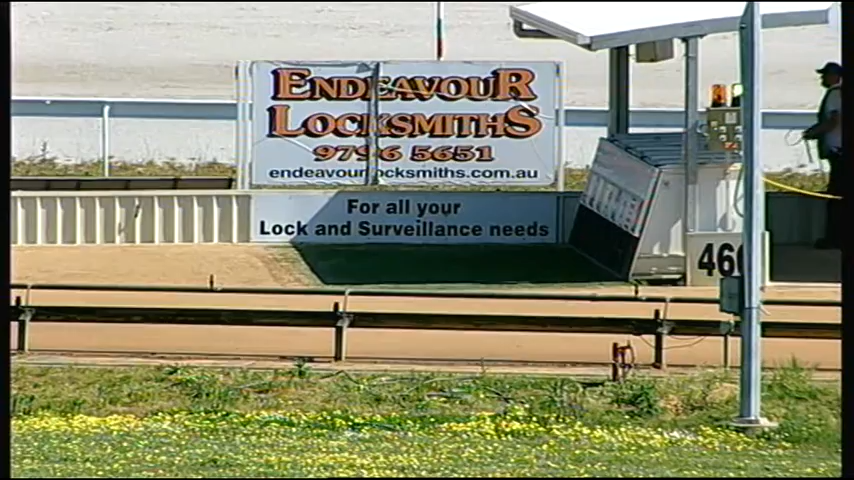 ENDEAVOUR
LOCKSMITHS
9796 5651
endeavourlocksmiths.com.au
For all your
Lock and Surveillance needs
460